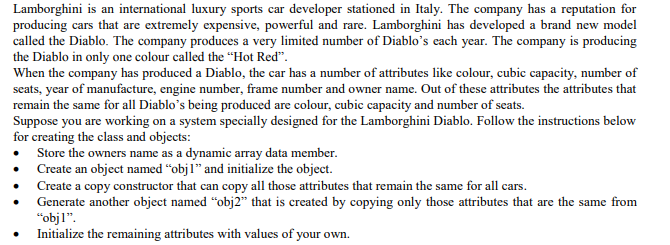 Lamborghini is an international luxury sports car developer stationed in Italy. The company has a reputation for
producing cars that are extremely expensive, powerful and rare. Lamborghini has developed a brand new model
called the Diablo. The company produces a very limited number of Diablo's each year. The company is producing
the Diablo in only one colour called the “Hot Red”.
When the company has produced a Diablo, the car has a number of attributes like colour, cubic capacity, number of
seats, year of manufacture, engine number, frame number and owner name. Out of these attributes the attributes that
remain the same for all Diablo's being produced are colour, cubic capacity and number of seats.
Suppose you are working on a system specially designed for the Lamborghini Diablo. Follow the instructions below
for creating the class and objects:
• Store the owners name as a dynamic array data member.
• Create an object named “obj1” and initialize the object.
• Create a copy constructor that can copy all those attributes that remain the same for all cars.
• Generate another object named “obj2” that is created by copying only those attributes that are the same from
“obj1”.
• Initialize the remaining attributes with values of your own.